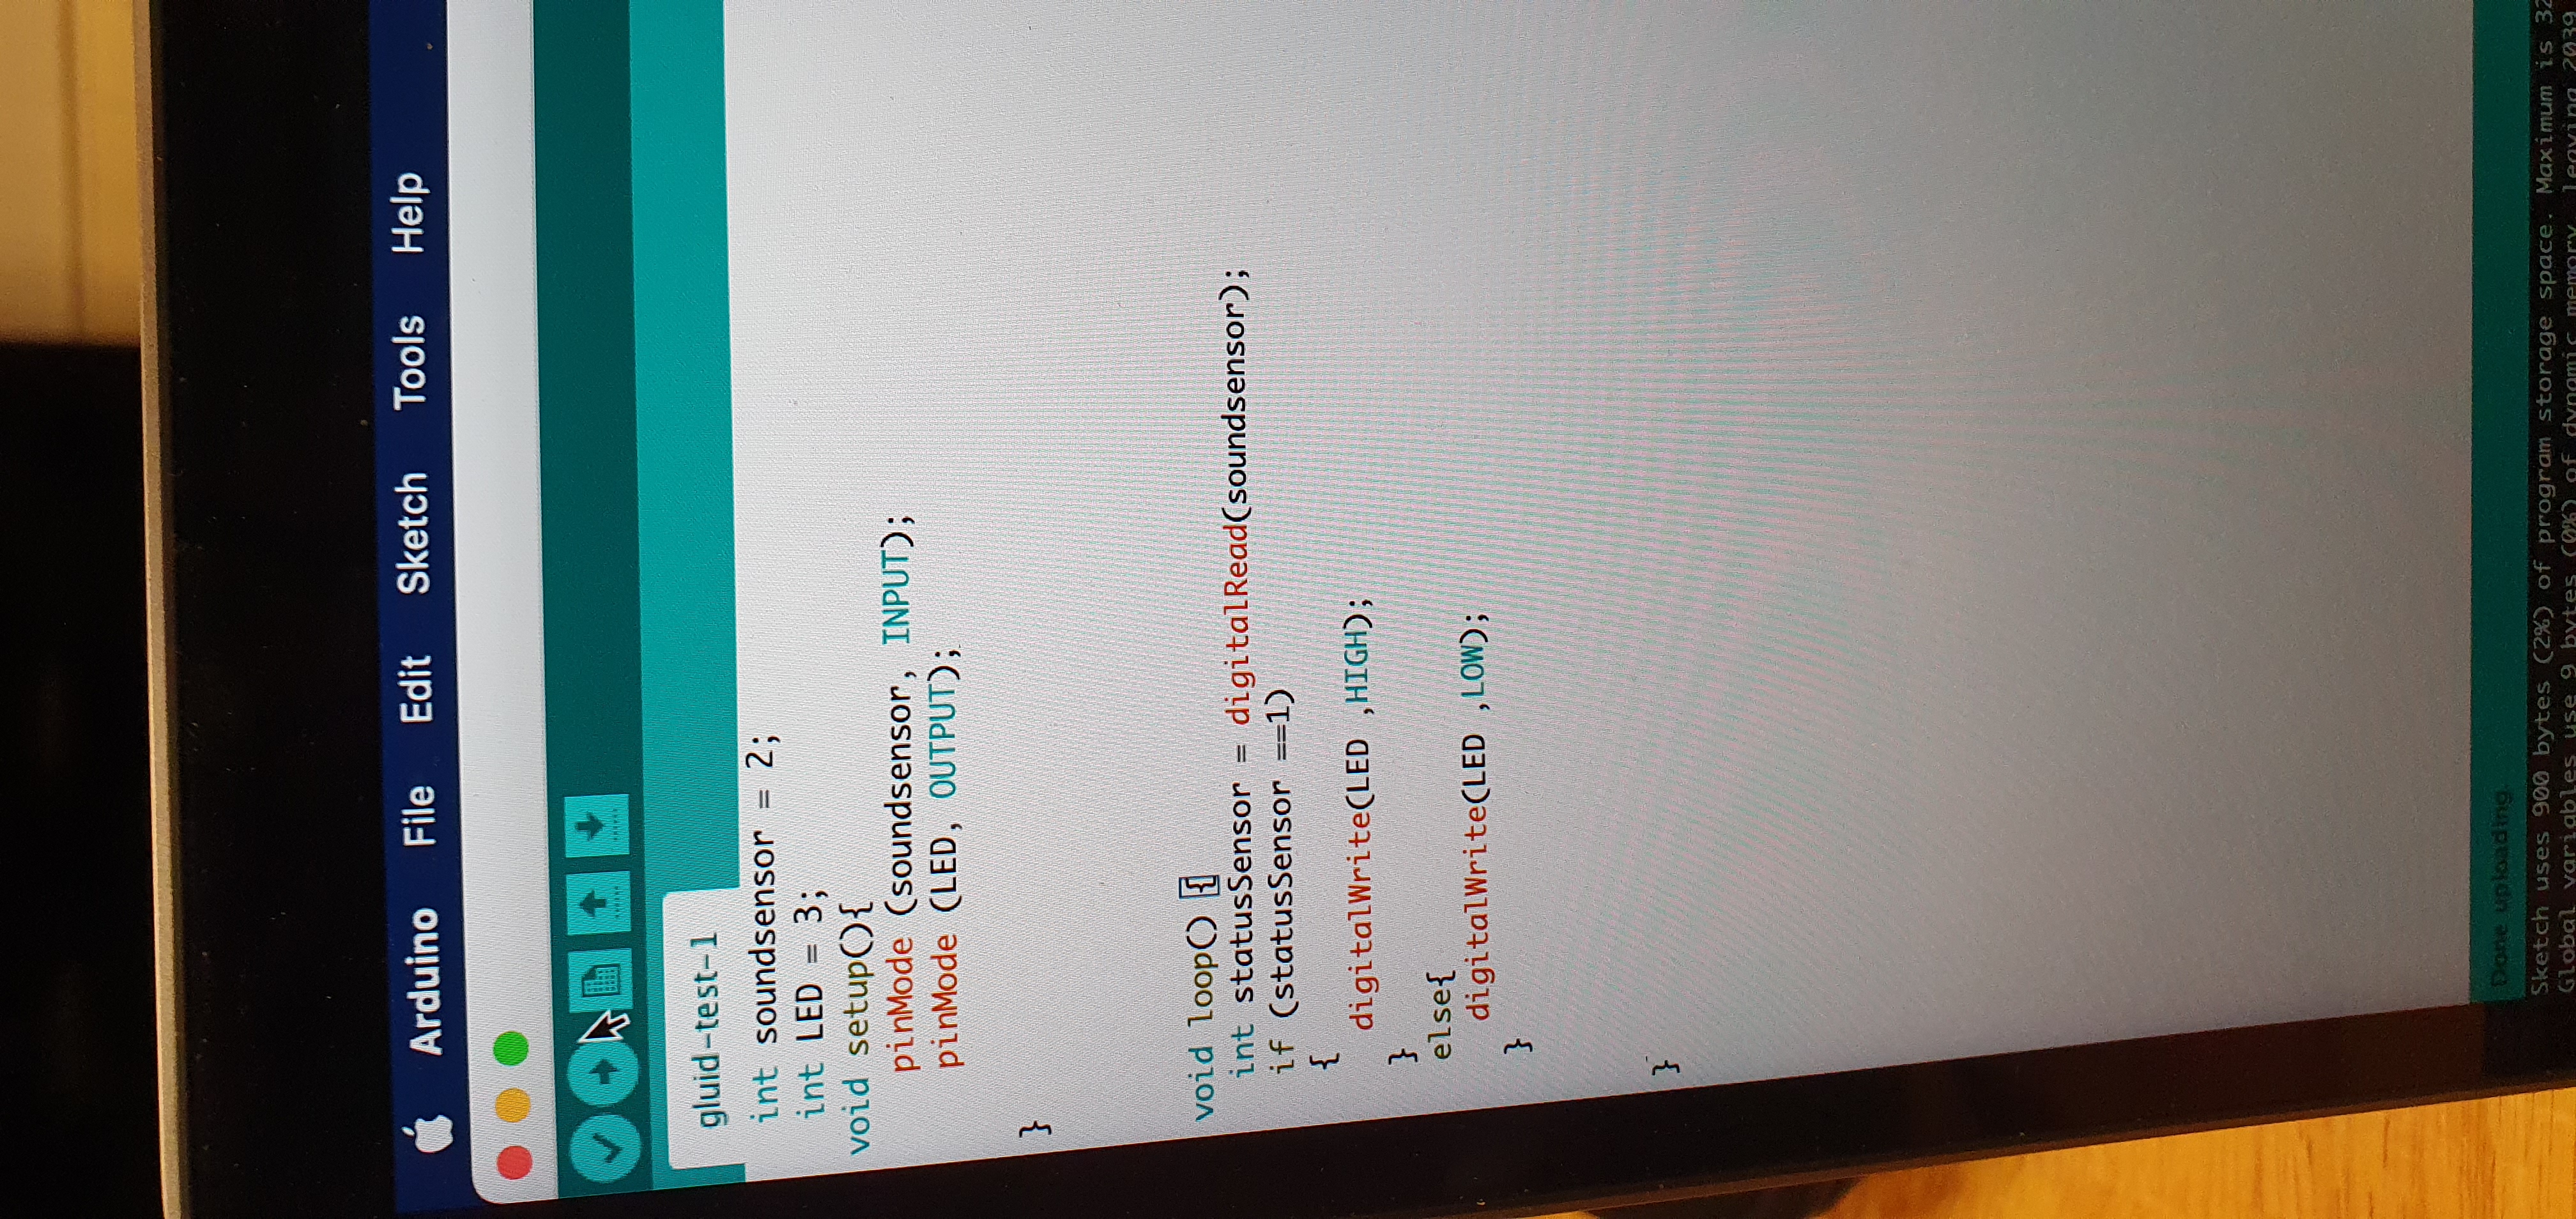 Arduino File Edit Sketch Tools Help
gluid-test-1
int soundsensor = 2;
int LED = 3;
void setup(){
pinMode (soundsensor, INPUT);
pinMode (LED, OUTPUT);
}
void loop() {
int statusSensor = digitalRead(soundsensor);
if (statusSensor ==1)
{
digitalWrite(LED ,HIGH);
}
else{
digitalWrite(LED ,LOW);
}
}
Done uploading.
Sketch uses 900 bytes (2%) of program storage space. Maximum is 32
Global variables use 9 bytes (0%) of dynamic memory, leaving 2039